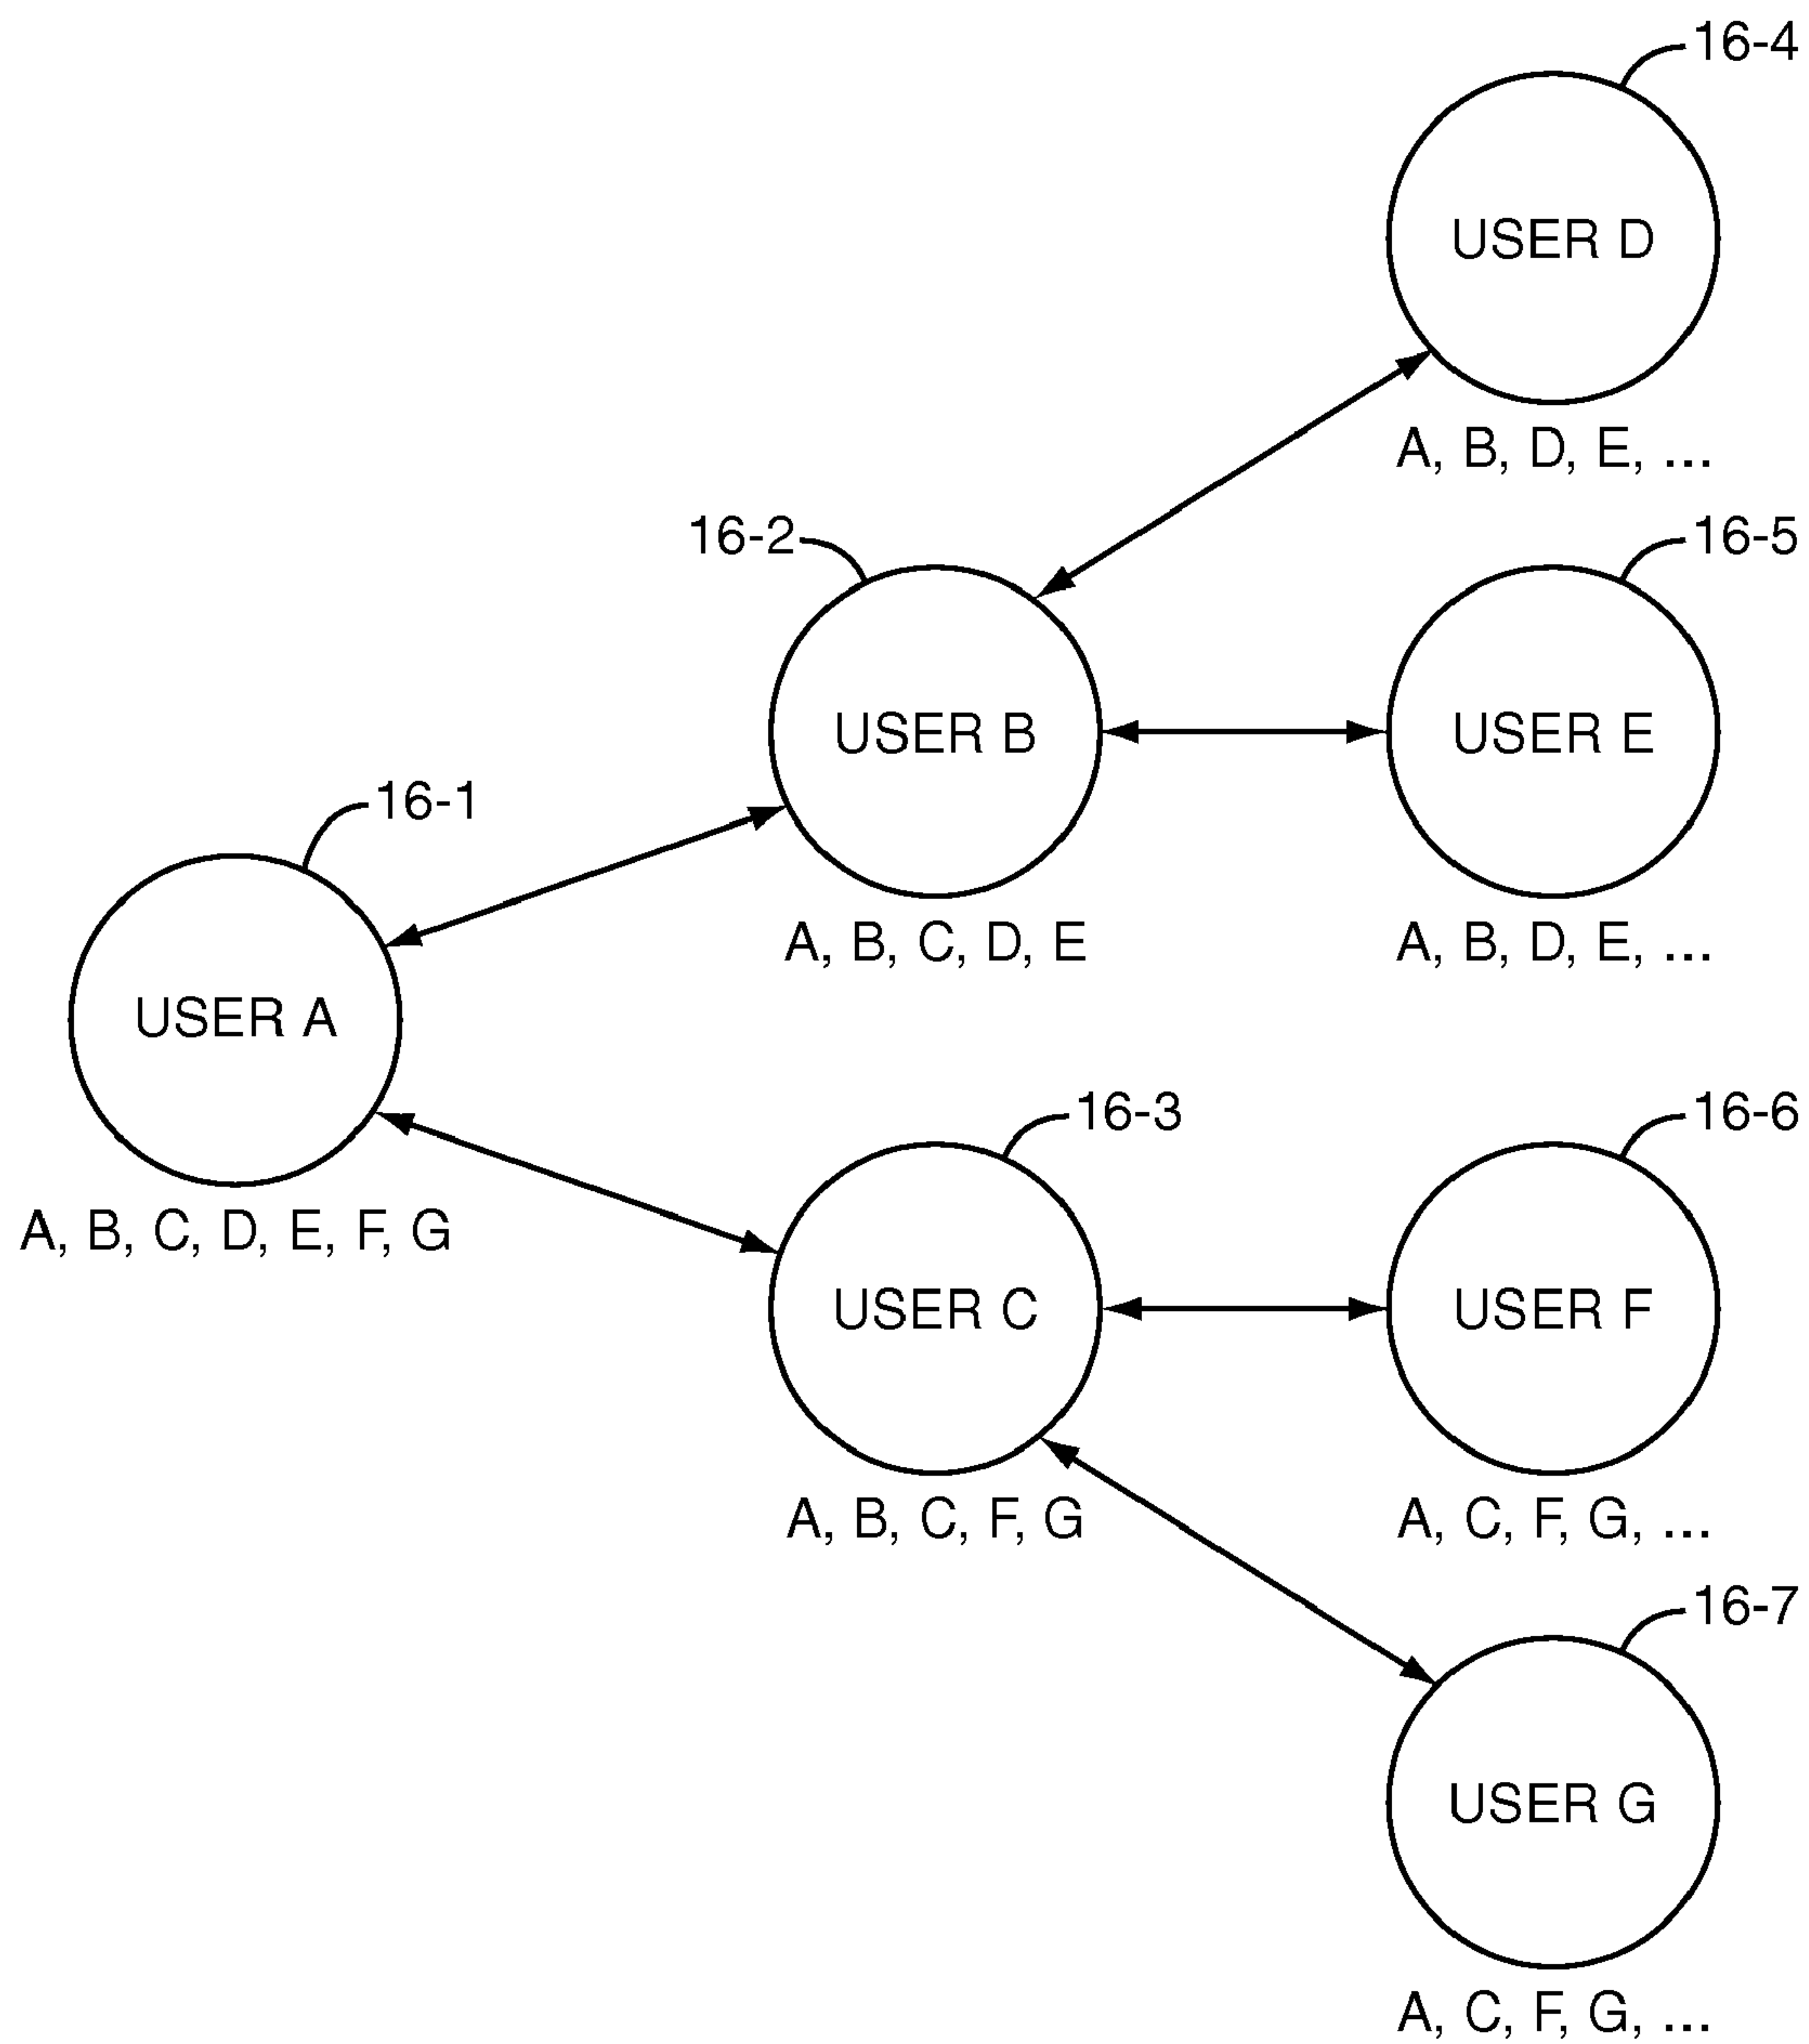 16-4
USER D
A, B, D, E, ...
16-2
16-5
USER B
USER E
16-1
A, B, C, D, E
A, B, D, E, ...
USER A
16-3
16-6
A, B, C, D, E, F, G
USER C
USER F
A, B, C, F, G
A, C, F, G, ...
16-7
USER G
A, C, F, G, ...